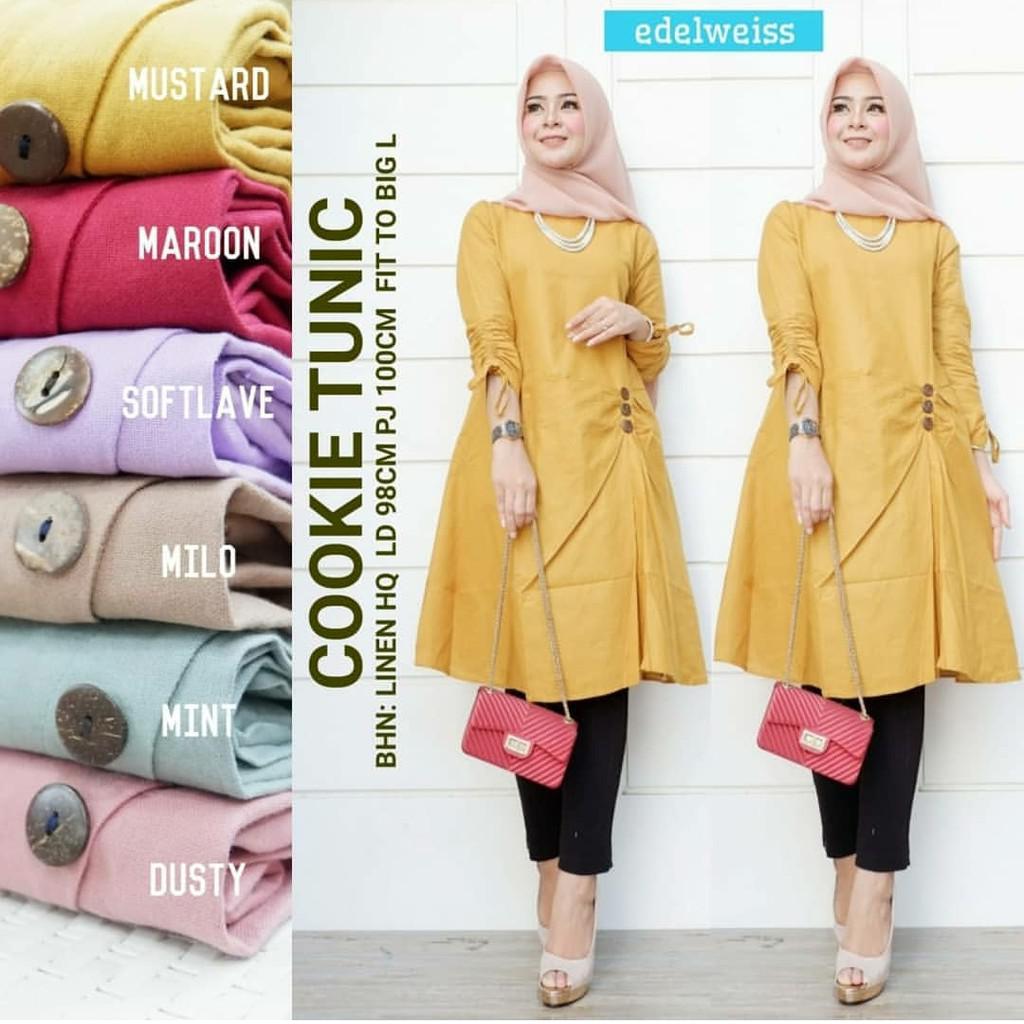 edelweiss
MUSTARD
MAROON
SOFTLAVE
MILO
MINT
DUSTY
COOKIE TUNIC
BHN: LINEN HQ LD 98CM PJ 100CM FIT TO BIG L